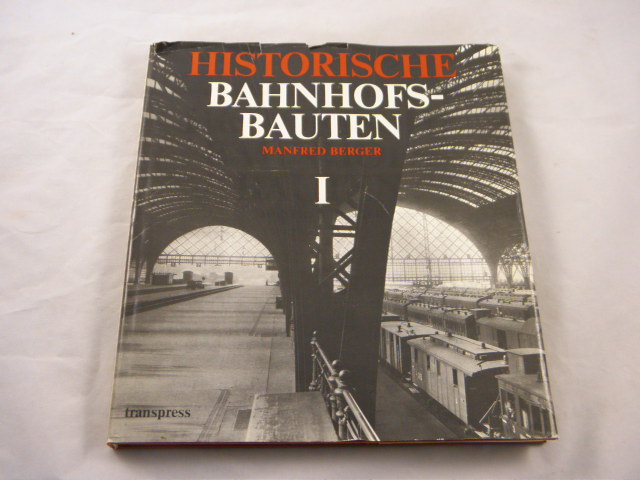 HISTORISCHE
BAHNHOFS-
BAUTEN
MANFRED BERGER
I
transpress